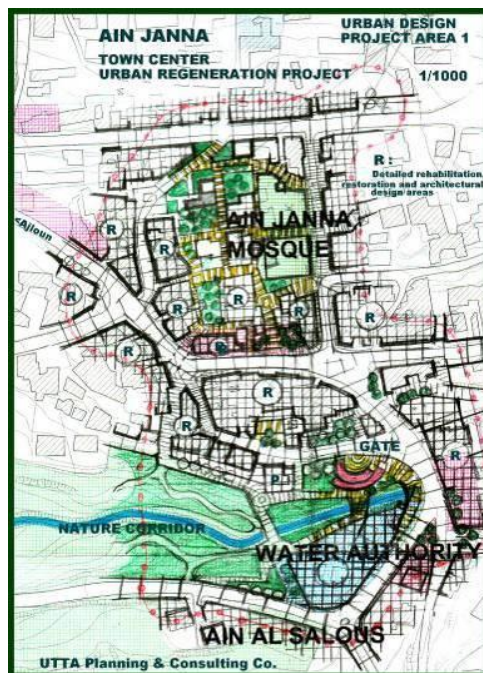 AIN JANNA
TOWN CENTER
URBAN REGENERATION PROJECT
URBAN DESIGN
PROJECT AREA 1
1/1000
R :
Detailed rehabilitation,
restoration and architectural
design areas
<Ajloun
AIN JANNA
MOSQUE
R
R
R
R
R
R
R
R
R
R
R
R
R
P
GATE
NATURE CORRIDOR
WATER AUTHORITY
AIN AL SALOUS
UTTA Planning & Consulting Co.